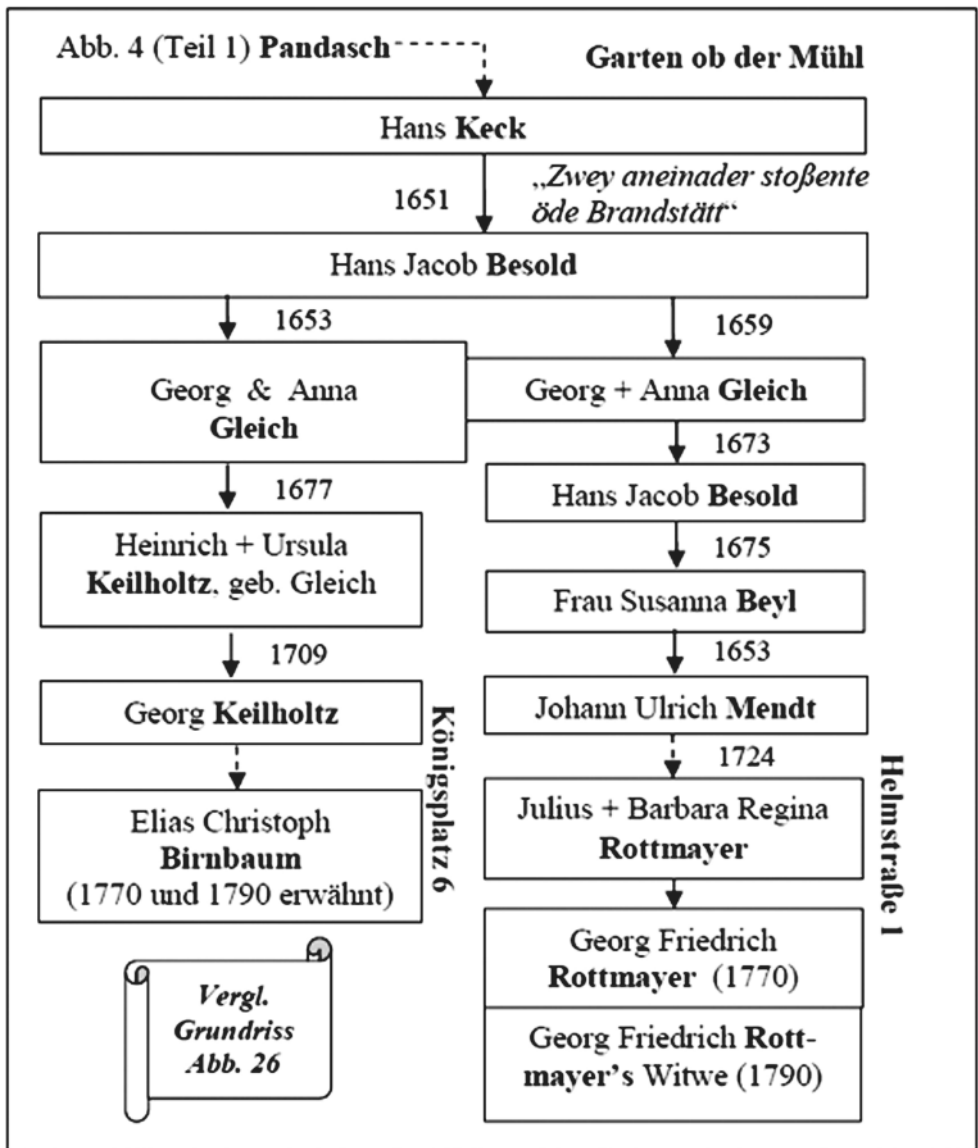 Abb. 4 (Teil 1) Pandasch
Garten ob der Mühl
Hans Keck
1651
„Zwey aneinader stoßente
öde Brandstätt“
Hans Jacob Besold
1653
Georg & Anna
Gleich
1677
Heinrich + Ursula
Keilholtz, geb. Gleich
1709
Georg Keilholtz
Elias Christoph
Birnbaum
(1770 und 1790 erwähnt)
Königsplatz 6
Vergl.
Grundriss
Abb. 26
1659
Georg + Anna Gleich
1673
Hans Jacob Besold
1675
Frau Susanna Beyl
1653
Johann Ulrich Mendt
1724
Julius + Barbara Regina
Rottmayer
Georg Friedrich
Rottmayer (1770)
Georg Friedrich Rott-
mayer’s Witwe (1790)
Helmstraße 1